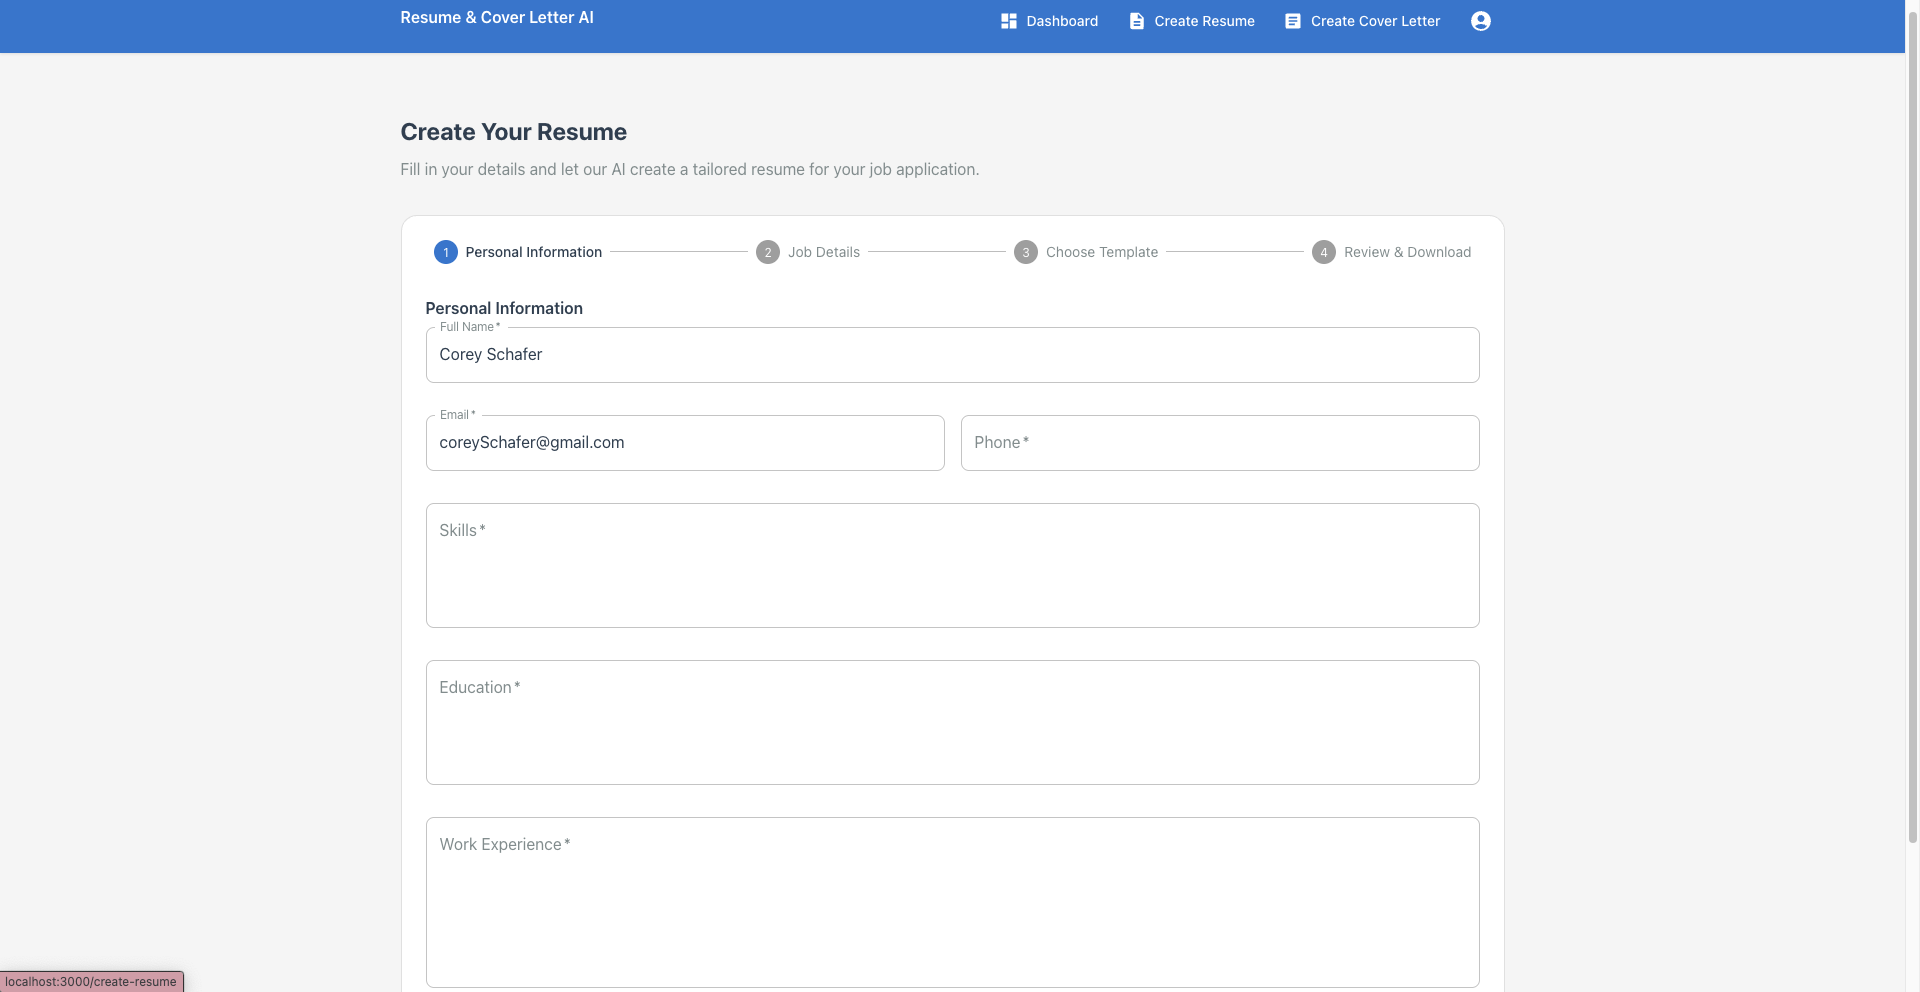 Resume & Cover Letter AI
Dashboard
Create Resume
Create Cover Letter
Create Your Resume
Fill in your details and let our AI create a tailored resume for your job application.
1 Personal Information
2 Job Details
3 Choose Template
4 Review & Download
Personal Information
Full Name *
Corey Schafer
Email *
coreySchafer@gmail.com
Phone *
Skills *
Education *
Work Experience *
localhost:3000/create-resume